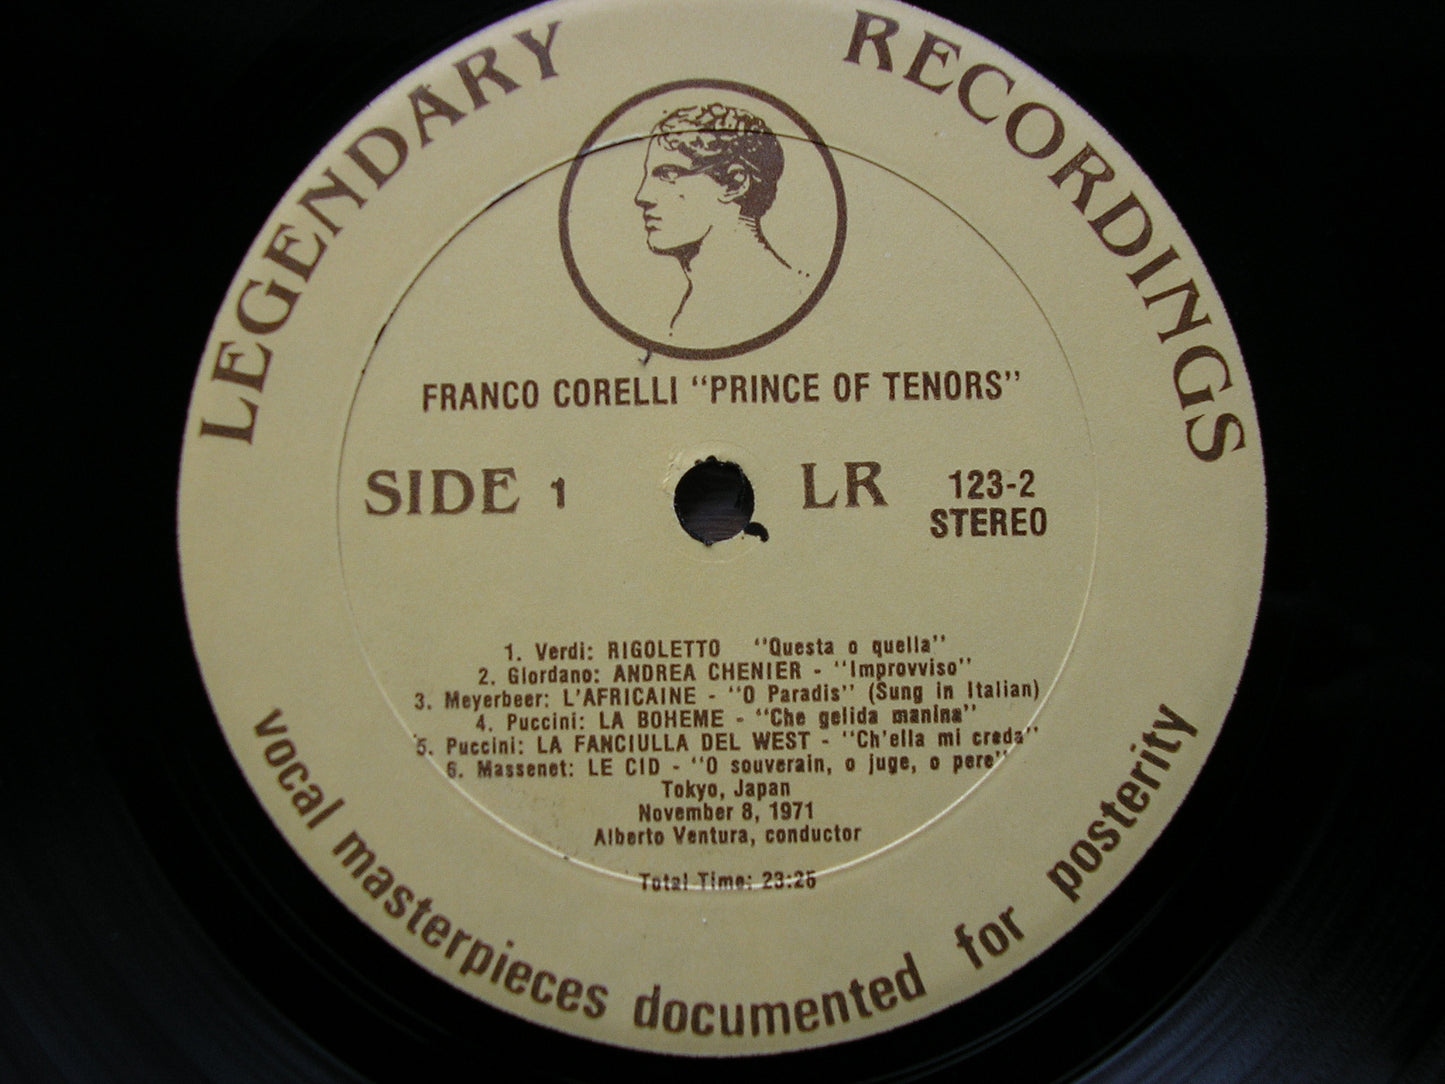 LEGENDARY RECORDINGS
FRANCO CORELLI "PRINCE OF TENORS"
SIDE 1
LR 123-2
STEREO
1. Verdi: RIGOLETTO "Questa o quella"
2. Giordano: ANDREA CHENIER - "Improvviso"
3. Meyerbeer: L'AFRICAINE - "O Paradis" (Sung in Italian)
4. Puccini: LA BOHEME - "Che gelida manina"
5. Puccini: LA FANCIULLA DEL WEST - "Ch'ella mi creda"
6. Massenet: LE CID - "O souverain, o juge, o pere"
Tokyo, Japan
November 8, 1971
Alberto Ventura, conductor
Total Time: 23:25
vocal masterpieces documented for posterity